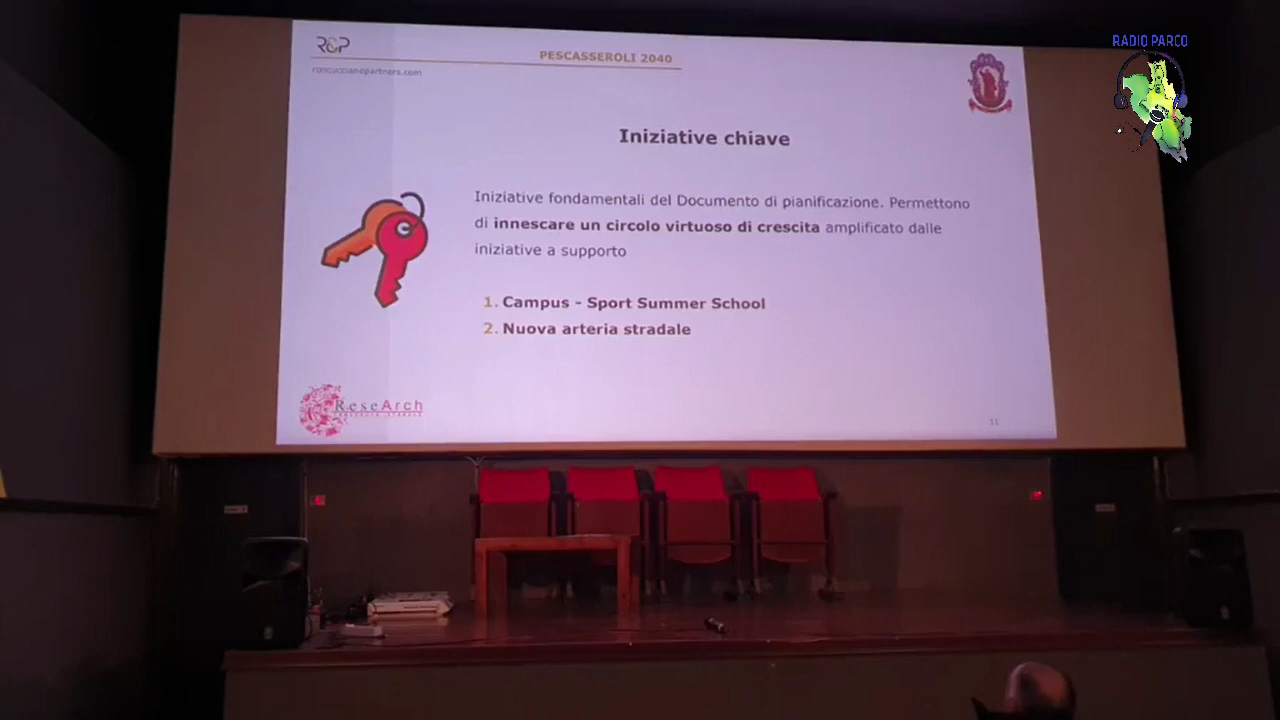 RADIO PARCO
R&P
PESCASSEROLI 2040
roncuccianopartners.com
Iniziative chiave
Iniziative fondamentali del Documento di pianificazione. Permettono
di innescare un circolo virtuoso di crescita amplificato dalle
iniziative a supporto
1. Campus - Sport Summer School
2. Nuova arteria stradale
ReseArch
11